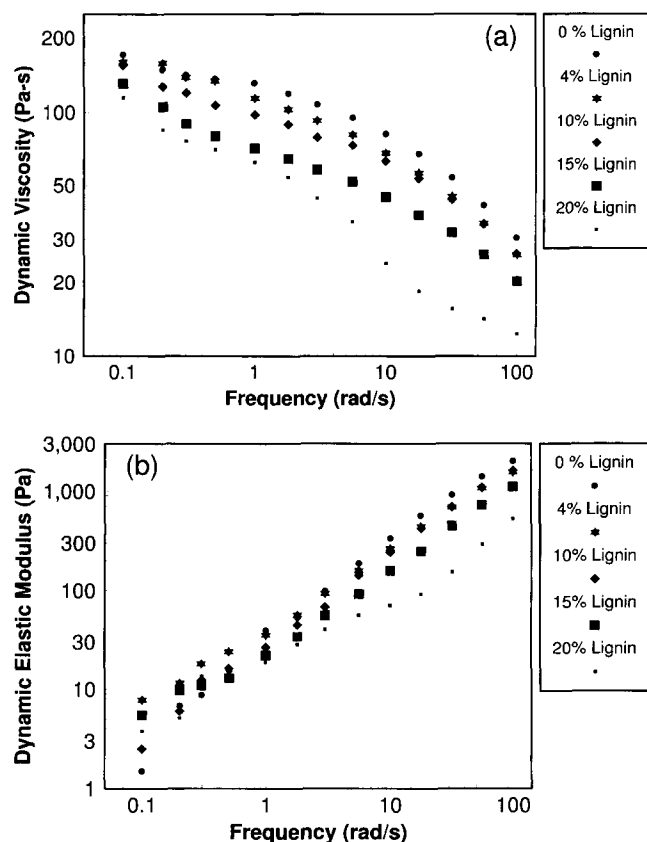 (a)
Dynamic Viscosity (Pa-s)
200
100
50
30
20
10
0.1
1
10
100
Frequency (rad/s)
0 % Lignin
4% Lignin
10% Lignin
15% Lignin
20% Lignin
(b)
Dynamic Elastic Modulus (Pa)
3,000
1,000
300
100
30
10
3
1
0.1
1
10
100
Frequency (rad/s)
0 % Lignin
4% Lignin
10% Lignin
15% Lignin
20% Lignin